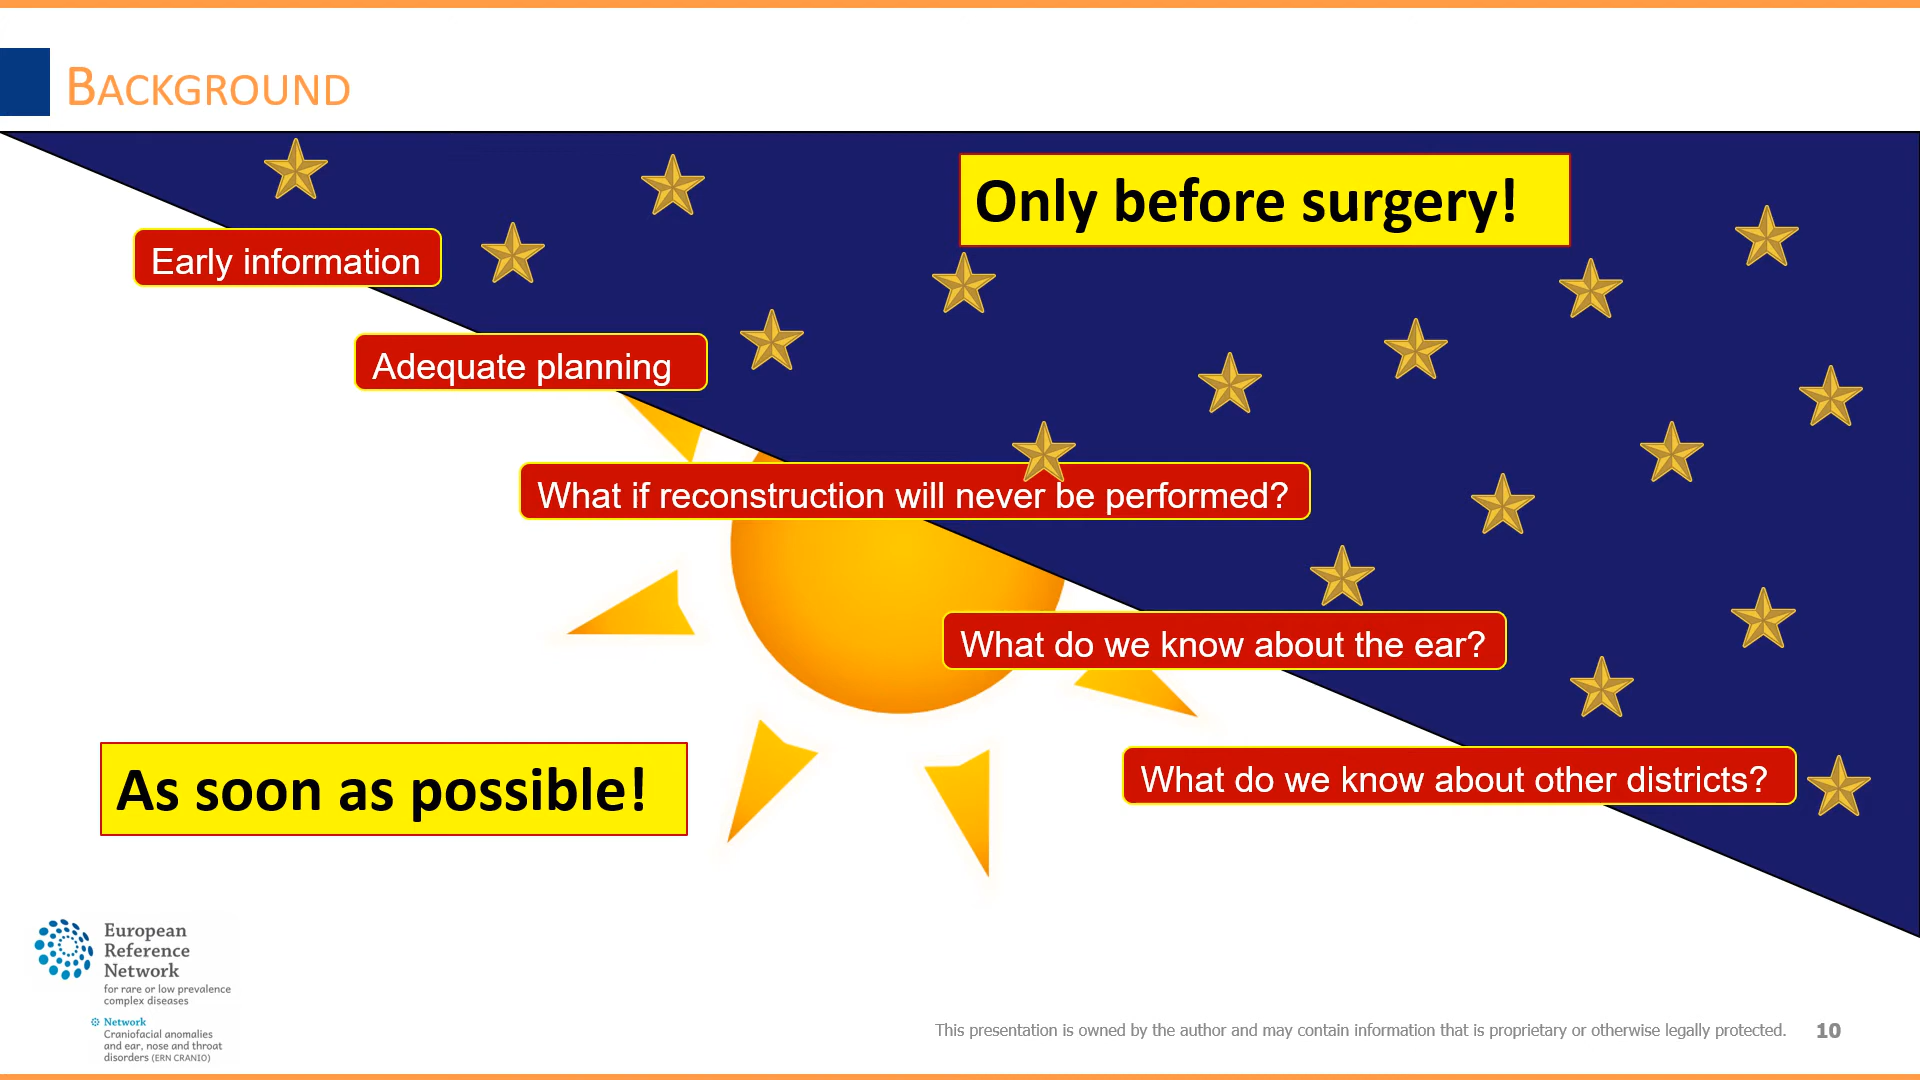 BACKGROUND
Only before surgery!
Early information
Adequate planning
What if reconstruction will never be performed?
What do we know about the ear?
What do we know about other districts?
As soon as possible!
European
Reference
Network
for rare or low prevalence
complex diseases
Network
Craniofacial anomalies
and ear, nose and throat
disorders (ERN CRANIO)
This presentation is owned by the author and may contain information that is proprietary or otherwise legally protected. 10